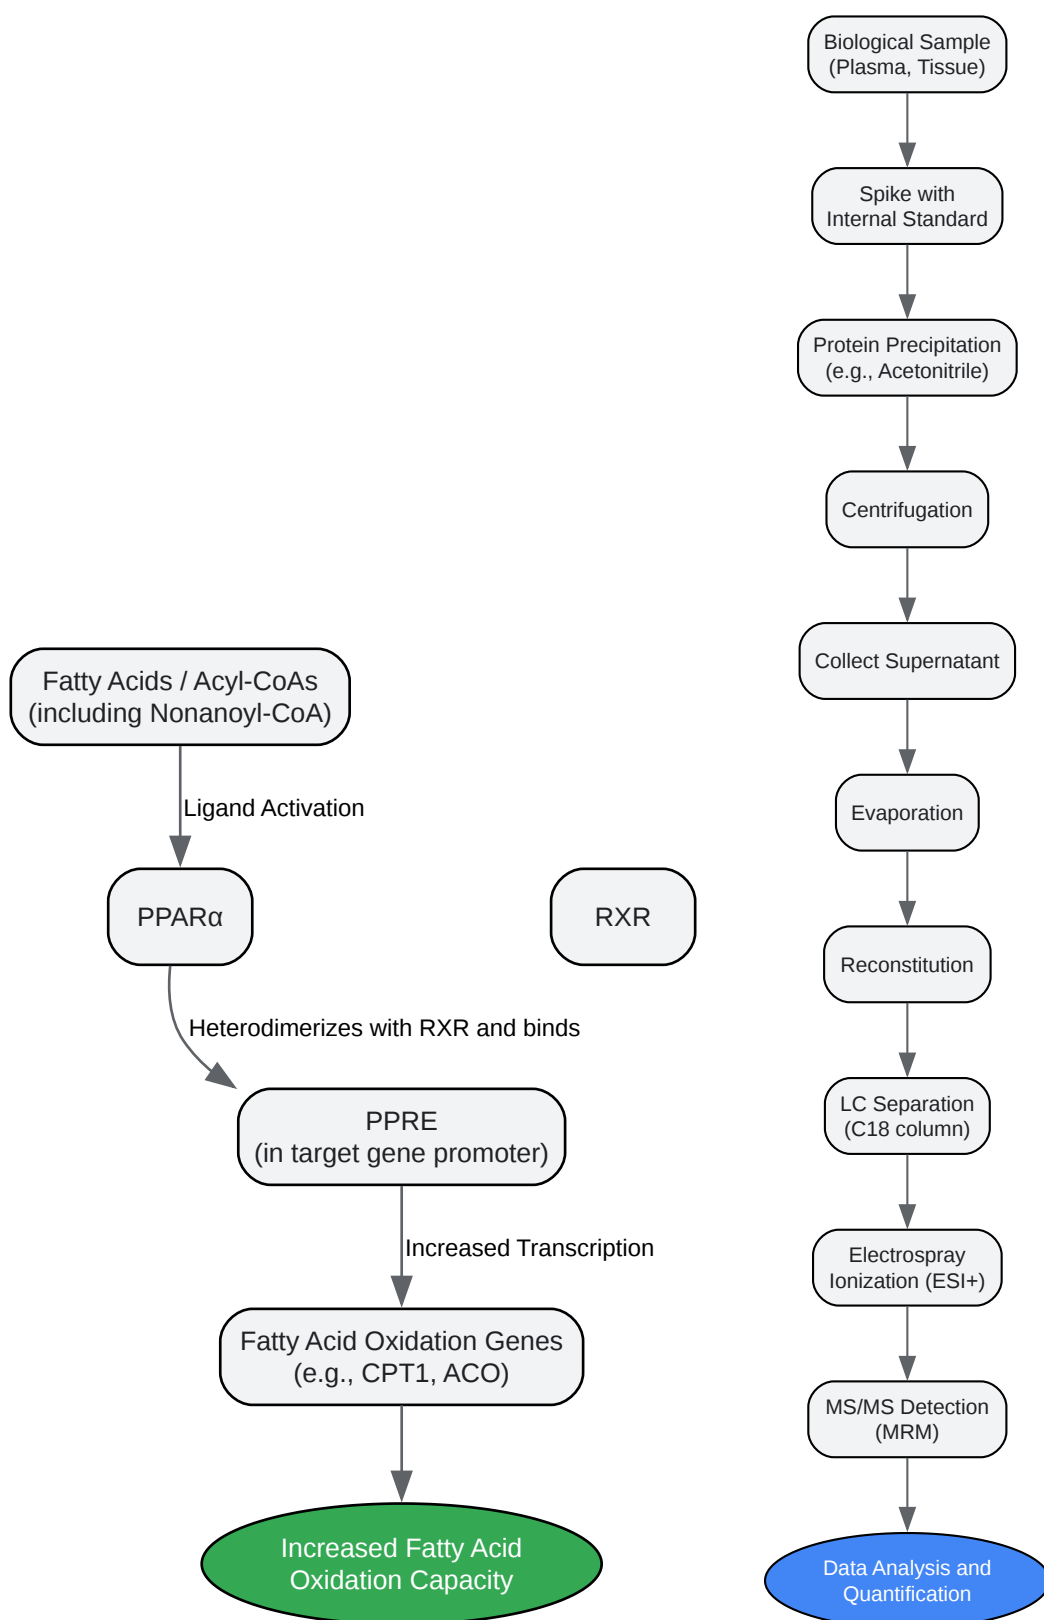 Fatty Acids / Acyl-CoAs
(including Nonanoyl-CoA)
Ligand Activation
PPARα
RXR
Heterodimerizes with RXR and binds
PPRE
(in target gene promoter)
Increased Transcription
Fatty Acid Oxidation Genes
(e.g., CPT1, ACO)
Increased Fatty Acid
Oxidation Capacity
Biological Sample
(Plasma, Tissue)
Spike with
Internal Standard
Protein Precipitation
(e.g., Acetonitrile)
Centrifugation
Collect Supernatant
Evaporation
Reconstitution
LC Separation
(C18 column)
Electrospray
Ionization (ESI+)
MS/MS Detection
(MRM)
Data Analysis and
Quantification